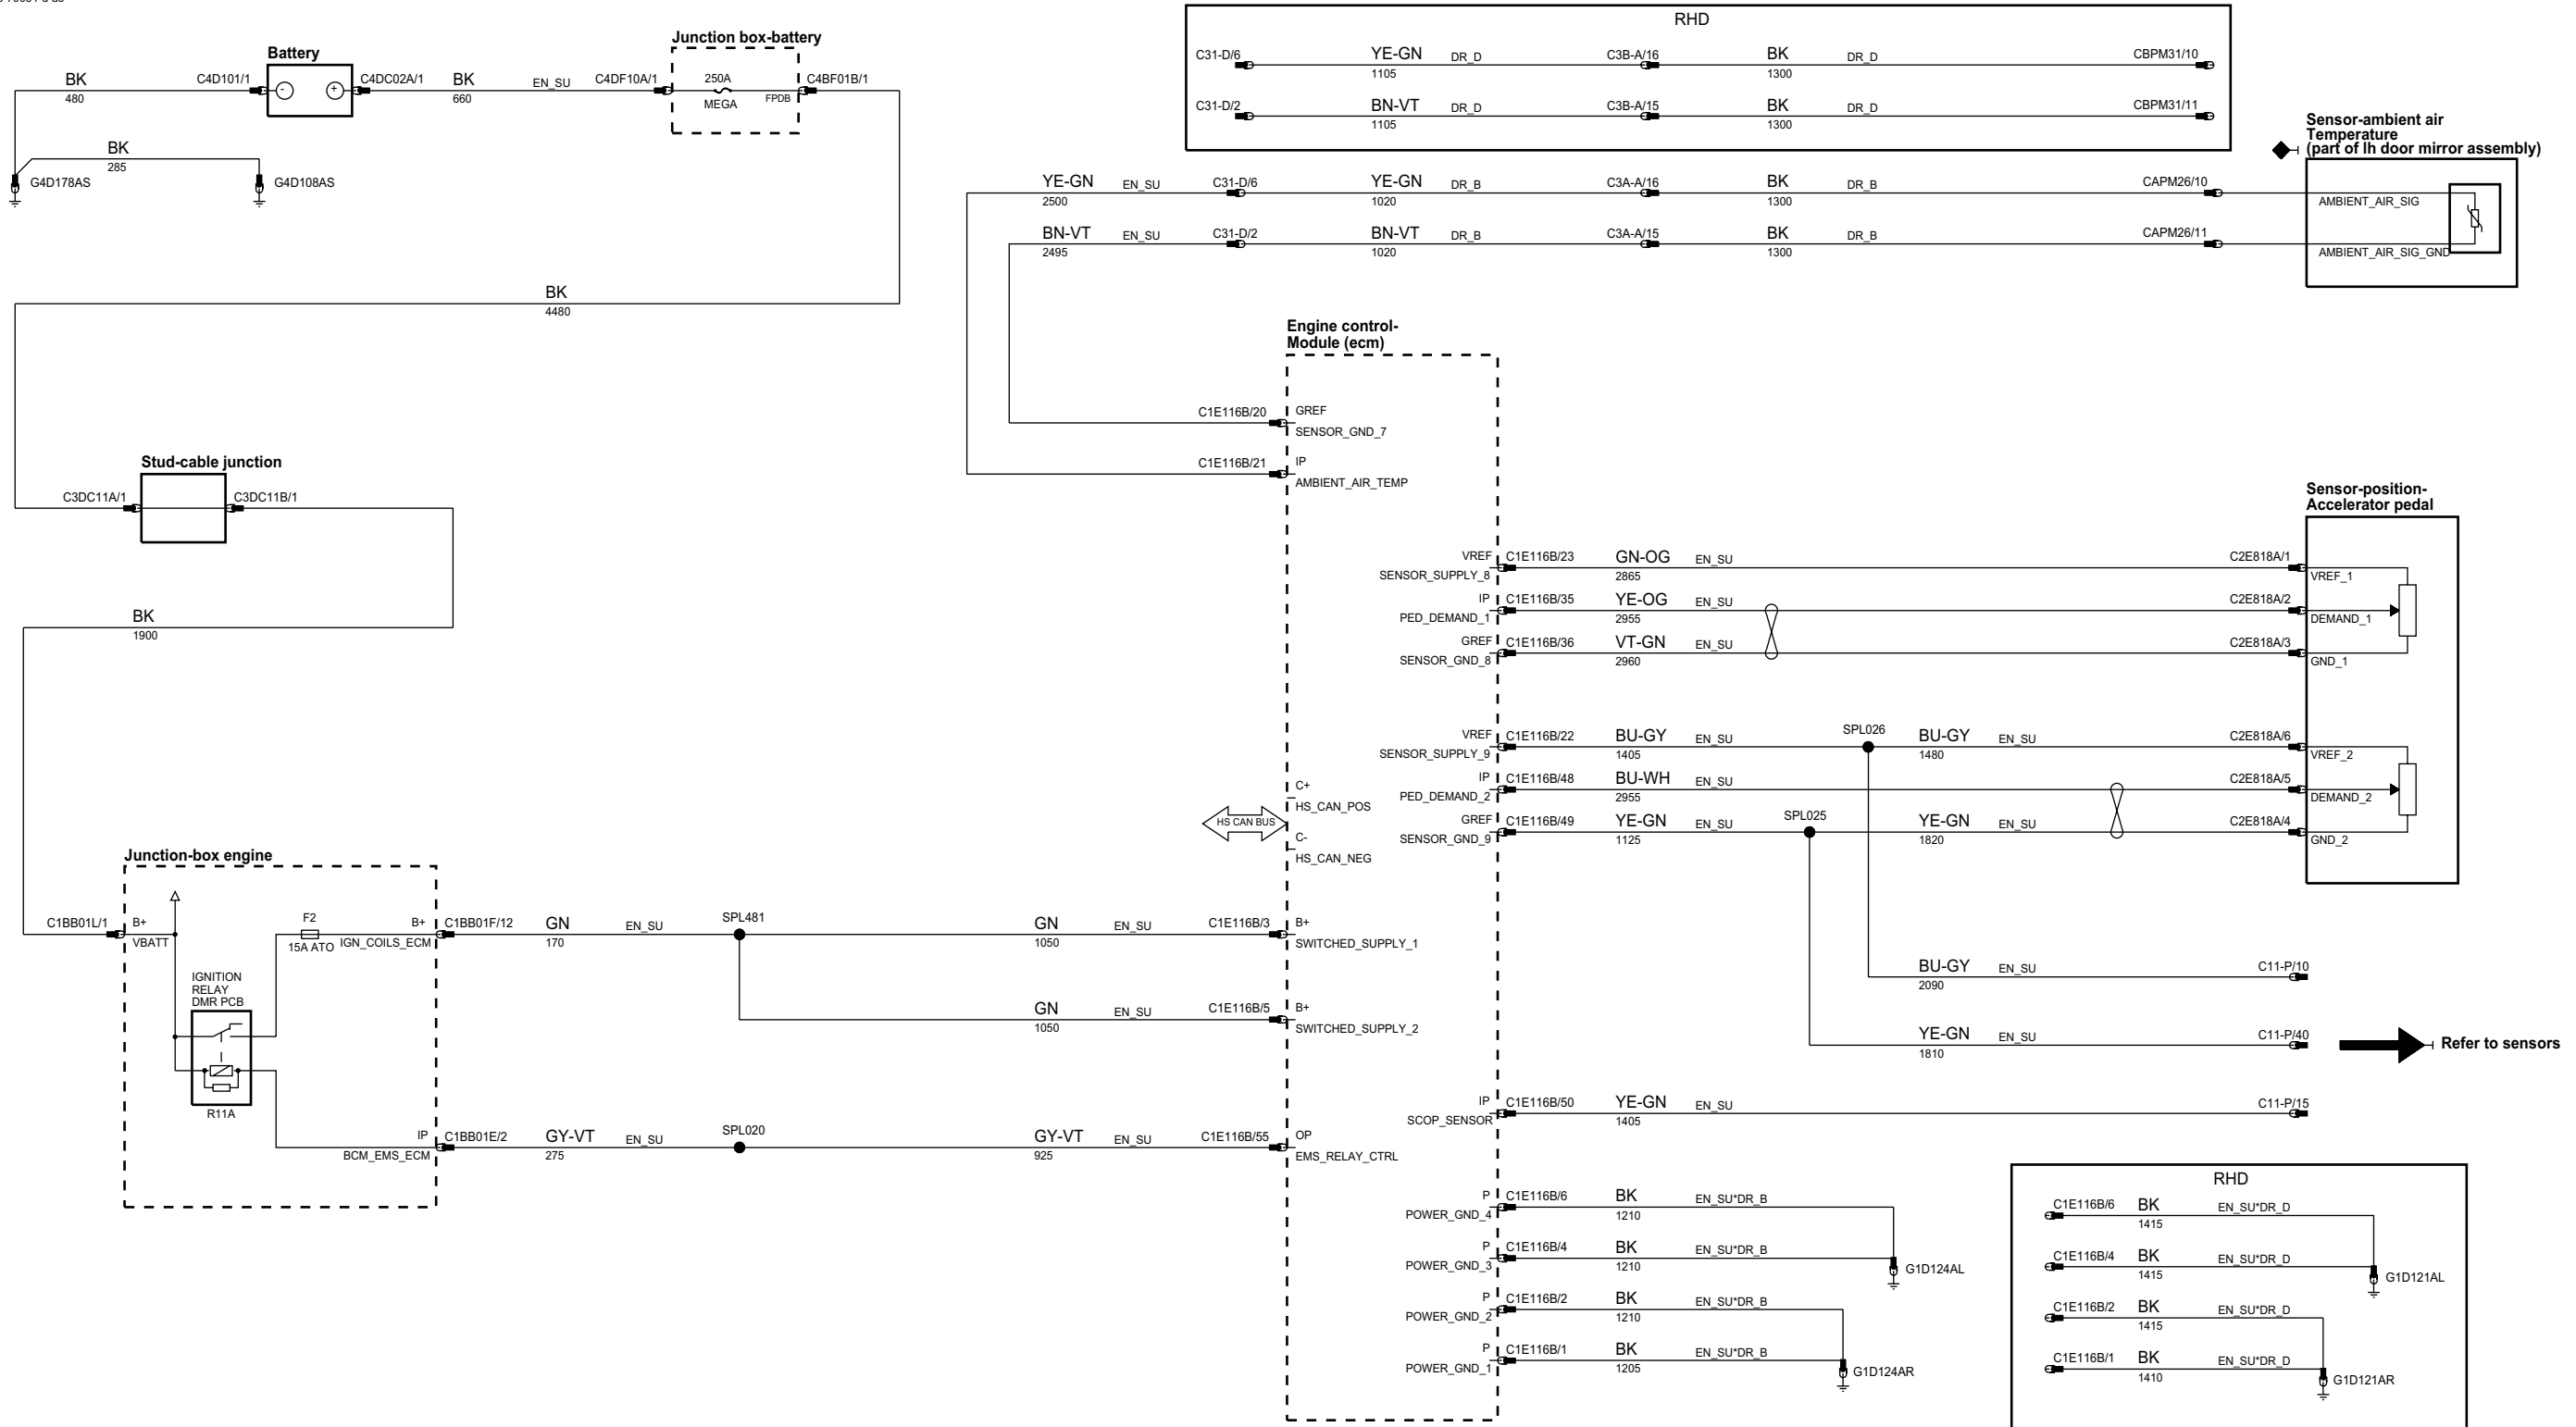 RHD
C31-D/6
YE-GN
1105
DR_D
C3B-A/16
BK
1300
DR_D
CBPM31/10
C31-D/2
BN-VT
1105
DR_D
C3B-A/15
BK
1300
DR_D
CBPM31/11
Battery
BK
480
C4D101/1
-
+
C4DC02A/1
BK
660
EN_SU
C4DF10A/1
Junction box-battery
250A
MEGA
FPDB
C4BF01B/1
BK
285
G4D178AS
G4D108AS
Sensor-ambient air
Temperature
(part of lh door mirror assembly)
YE-GN
2500
EN_SU
C31-D/6
YE-GN
1020
DR_B
C3A-A/16
BK
1300
DR_B
CAPM26/10
AMBIENT_AIR_SIG
BN-VT
2495
EN_SU
C31-D/2
BN-VT
1020
DR_B
C3A-A/15
BK
1300
DR_B
CAPM26/11
AMBIENT_AIR_SIG_GND
BK
4480
Engine control-
Module (ecm)
C1E116B/20
GREF
SENSOR_GND_7
C1E116B/21
IP
AMBIENT_AIR_TEMP
Stud-cable junction
C3DC11A/1
C3DC11B/1
BK
1900
Sensor-position-
Accelerator pedal
VREF
SENSOR_SUPPLY_8
C1E116B/23
GN-OG
2865
EN_SU
C2E818A/1
VREF_1
IP
PED_DEMAND_1
C1E116B/35
YE-OG
2955
EN_SU
C2E818A/2
DEMAND_1
GREF
SENSOR_GND_8
C1E116B/36
VT-GN
2960
EN_SU
C2E818A/3
GND_1
VREF
SENSOR_SUPPLY_9
C1E116B/22
BU-GY
1405
EN_SU
SPL026
BU-GY
1480
EN_SU
C2E818A/6
VREF_2
IP
PED_DEMAND_2
C1E116B/48
BU-WH
2955
EN_SU
C2E818A/5
DEMAND_2
GREF
SENSOR_GND_9
C1E116B/49
YE-GN
1125
EN_SU
SPL025
YE-GN
1820
EN_SU
C2E818A/4
GND_2
HS CAN BUS
C+
HS_CAN_POS
C-
HS_CAN_NEG
Junction-box engine
C1BB01L/1
B+
VBATT
F2
15A ATO
B+
IGN_COILS_ECM
C1BB01F/12
GN
170
EN_SU
SPL481
GN
1050
EN_SU
C1E116B/3
B+
SWITCHED_SUPPLY_1
IGNITION
RELAY
DMR PCB
R11A
GN
1050
EN_SU
C1E116B/5
B+
SWITCHED_SUPPLY_2
BU-GY
2090
EN_SU
C11-P/10
YE-GN
1810
EN_SU
C11-P/40
Refer to sensors
IP
BCM_EMS_ECM
C1BB01E/2
GY-VT
275
EN_SU
SPL020
GY-VT
925
EN_SU
C1E116B/55
OP
EMS_RELAY_CTRL
IP
SCOP_SENSOR
C1E116B/50
YE-GN
1405
EN_SU
C11-P/15
P
POWER_GND_4
C1E116B/6
BK
1210
EN_SU*DR_B
P
POWER_GND_3
C1E116B/4
BK
1210
EN_SU*DR_B
G1D124AL
P
POWER_GND_2
C1E116B/2
BK
1210
EN_SU*DR_B
P
POWER_GND_1
C1E116B/1
BK
1205
EN_SU*DR_B
G1D124AR
RHD
C1E116B/6
BK
1415
EN_SU*DR_D
C1E116B/4
BK
1415
EN_SU*DR_D
G1D121AL
C1E116B/2
BK
1415
EN_SU*DR_D
C1E116B/1
BK
1410
EN_SU*DR_D
G1D121AR